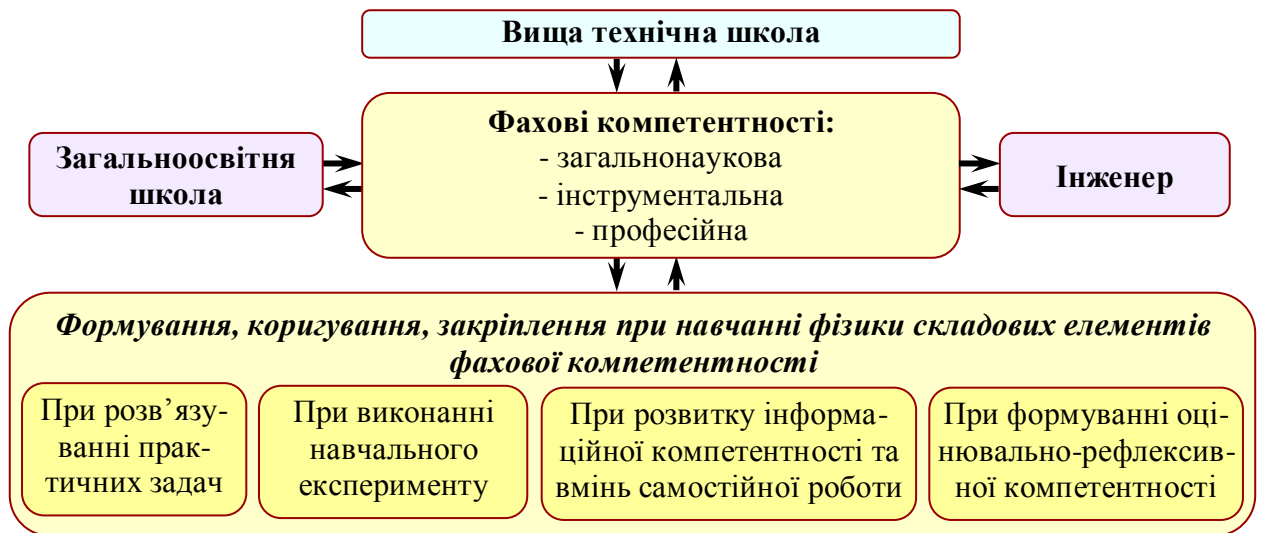 Вища технічна школа
Фахові компетентності:
- загальнонаукова
- інструментальна
- професійна
Загальноосвітня
школа
Інженер
Формування, коригування, закріплення при навчанні фізики складових елементів
фахової компетентності
При розв’язу-
ванні прак-
тичних задач
При виконанні
навчального
експерименту
При розвитку інформа-
ційної компетентності та
вмінь самостійної роботи
При формуванні оці-
нювально-рефлексив-
ної компетентності